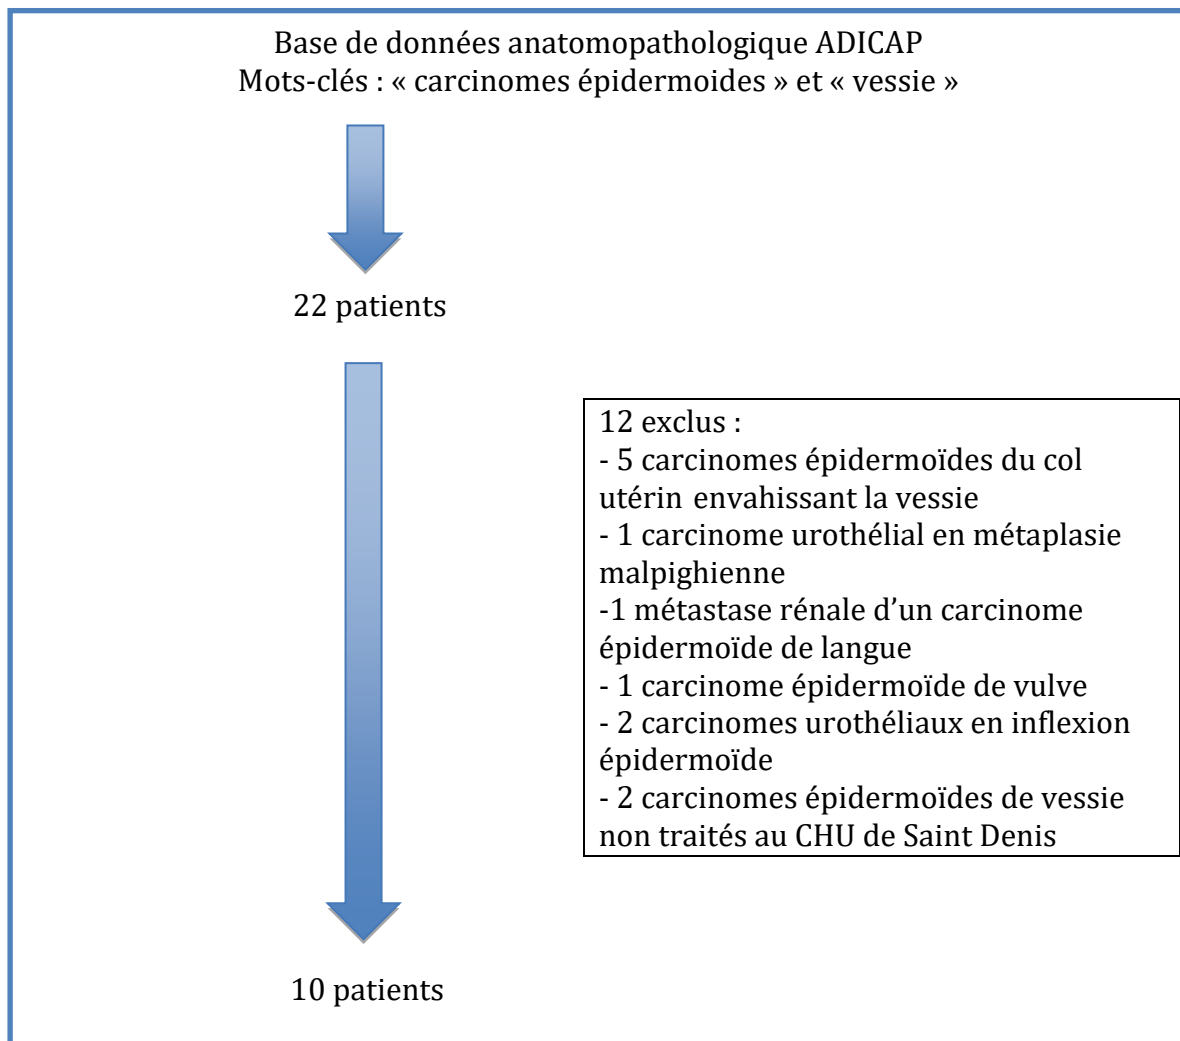 Base de données anatomopathologique ADICAP
Mots-clés : « carcinomes épidermoides » et « vessie »
22 patients
12 exclus :
- 5 carcinomes épidermoïdes du col
utérin envahissant la vessie
- 1 carcinome urothélial en métaplasie
malpighienne
-1 métastase rénale d’un carcinome
épidermoïde de langue
- 1 carcinome épidermoïde de vulve
- 2 carcinomes urothéliaux en inflexion
épidermoïde
- 2 carcinomes épidermoïdes de vessie
non traités au CHU de Saint Denis
10 patients